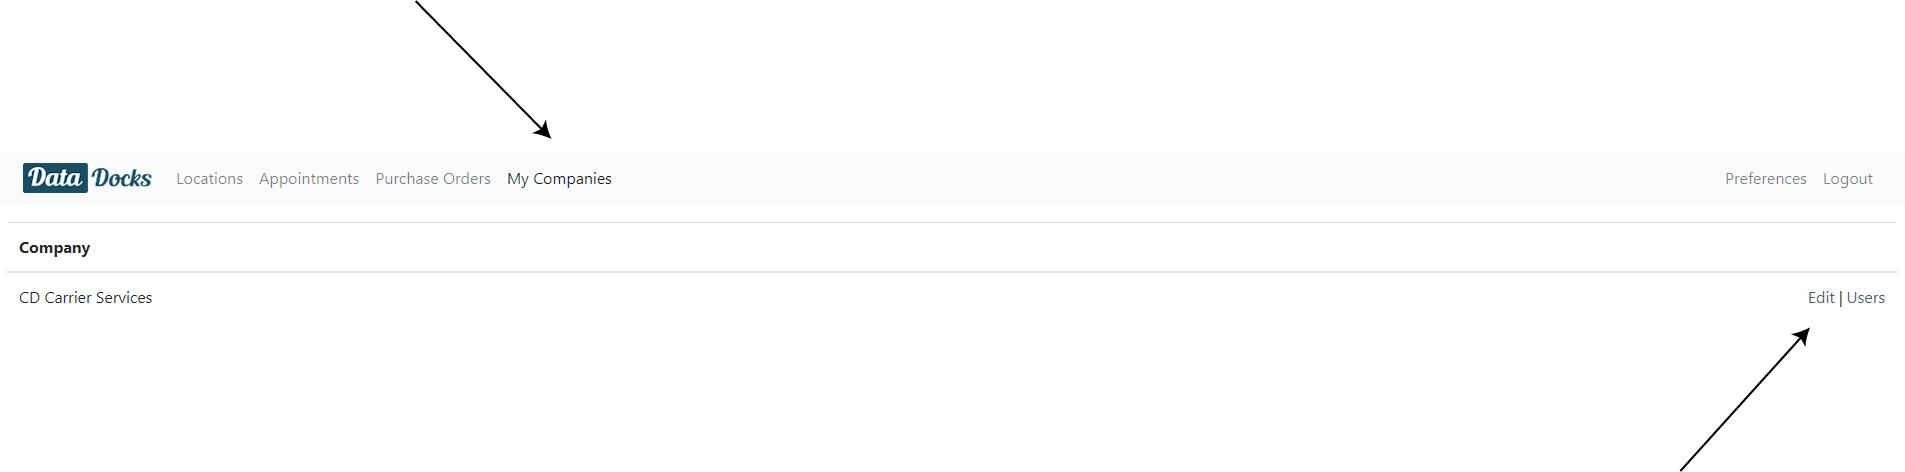 Data Docks Locations Appointments Purchase Orders My Companies Preferences Logout
Company
CD Carrier Services Edit | Users